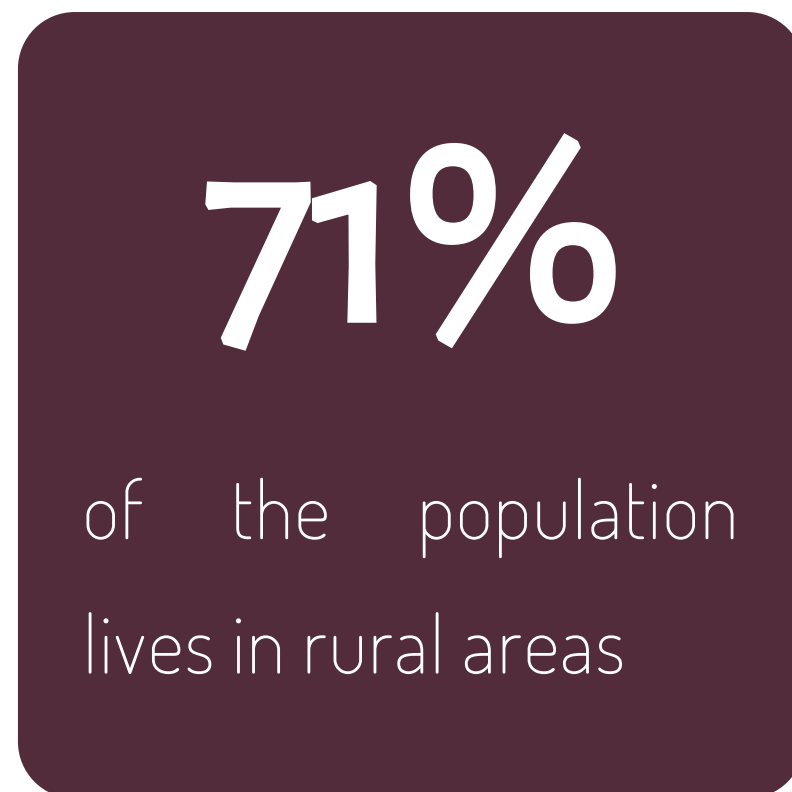 71%
of the population
lives in rural areas